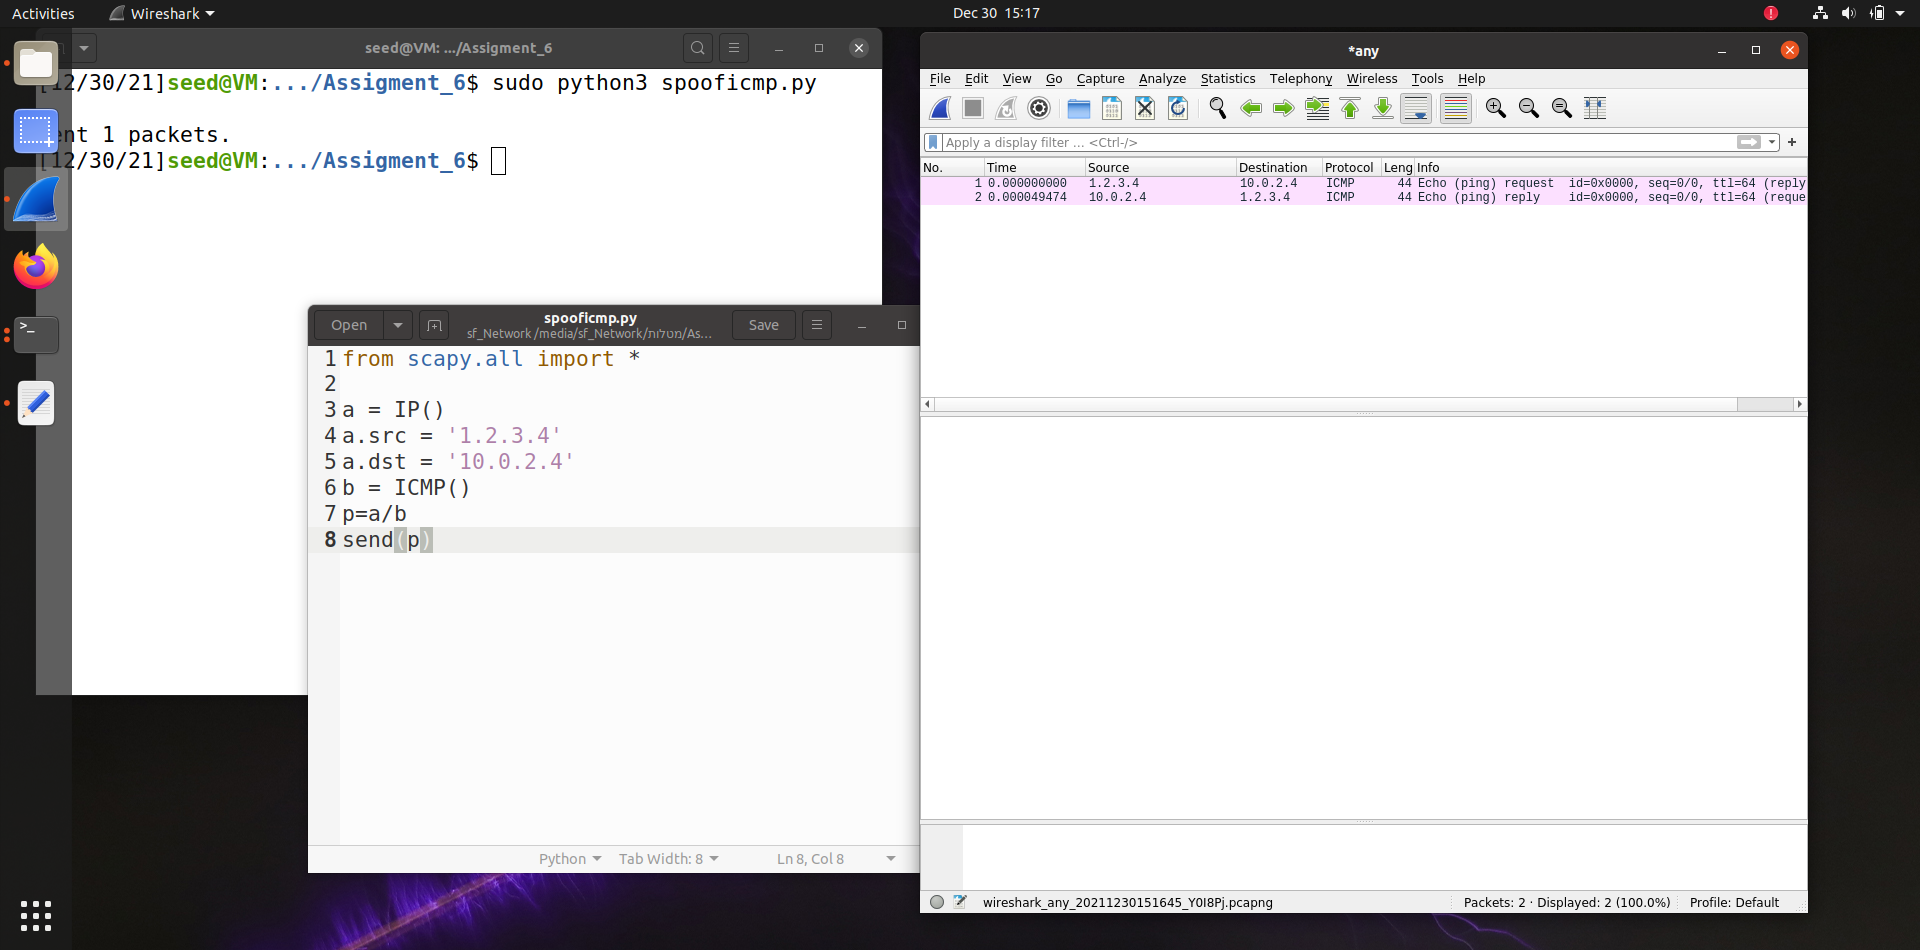 Activities
Wireshark
Dec 30 15:17
seed@VM: .../Assigment_6
[12/30/21]seed@VM:.../Assigment_6$ sudo python3 spooficmp.py
ent 1 packets.
[12/30/21]seed@VM:.../Assigment_6$
Open
spooficmp.py
sf_Network /media/sf_Network/מטלות/As...
Save
1 from scapy.all import *
2
3 a = IP()
4 a.src = '1.2.3.4'
5 a.dst = '10.0.2.4'
6 b = ICMP()
7 p=a/b
8 send(p)
Python
Tab Width: 8
Ln 8, Col 8
*any
File Edit View Go Capture Analyze Statistics Telephony Wireless Tools Help
Apply a display filter … <Ctrl-/>
No. Time Source Destination Protocol Leng Info
1 0.000000000 1.2.3.4 10.0.2.4 ICMP 44 Echo (ping) request id=0x0000, seq=0/0, ttl=64 (reply
2 0.000049474 10.0.2.4 1.2.3.4 ICMP 44 Echo (ping) reply id=0x0000, seq=0/0, ttl=64 (reque
wireshark_any_20211230151645_Y0I8Pj.pcapng
Packets: 2 · Displayed: 2 (100.0%)
Profile: Default